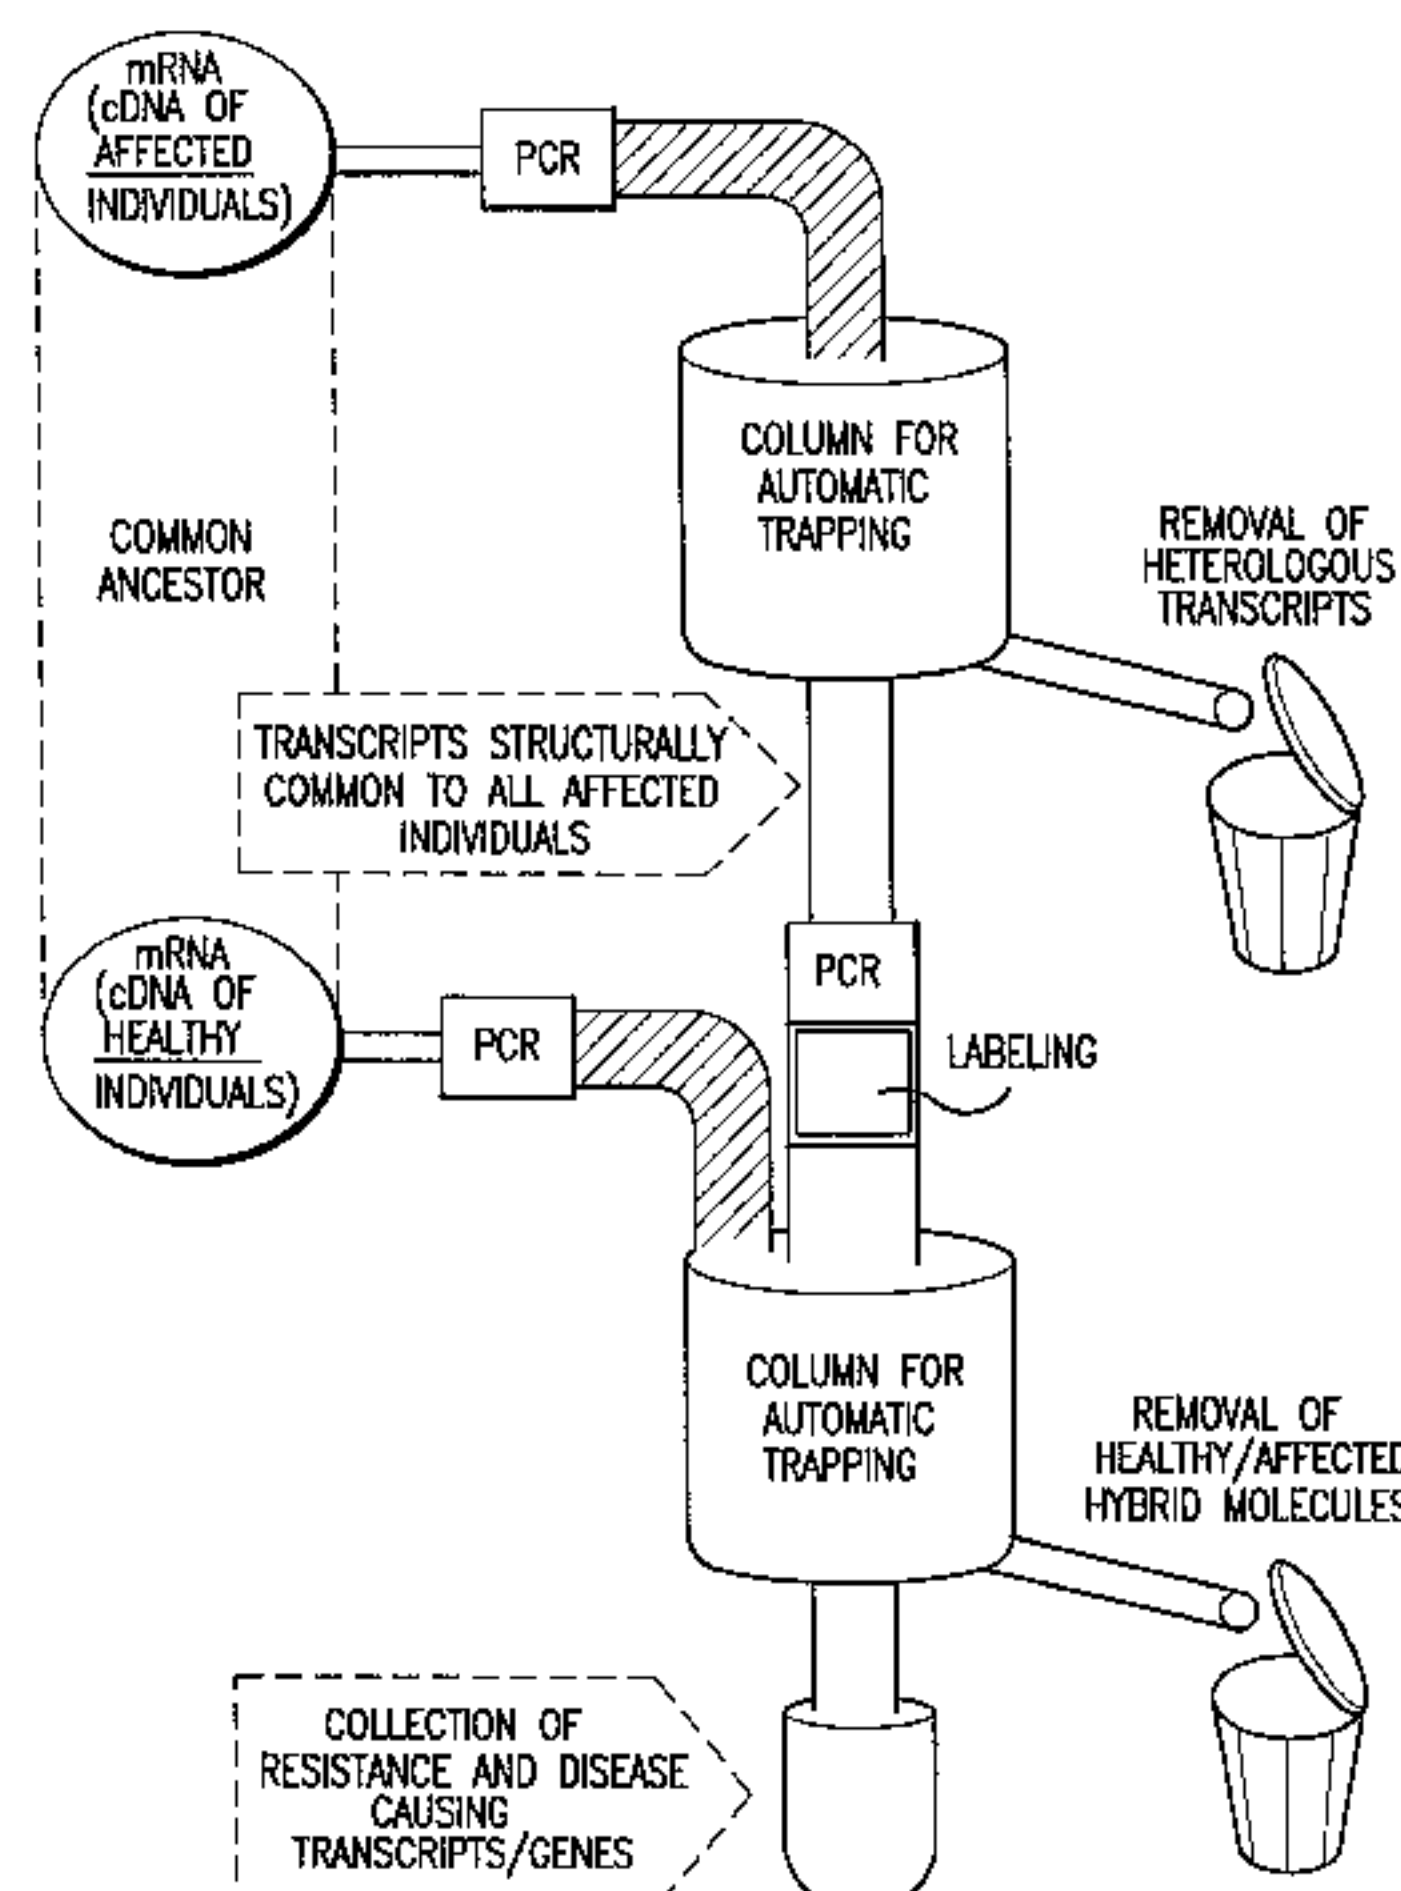 mRNA
(cDNA OF
AFFECTED
INDIVIDUALS)
PCR
COLUMN FOR
AUTOMATIC
TRAPPING
COMMON
ANCESTOR
REMOVAL OF
HETEROLOGOUS
TRANSCRIPTS
TRANSCRIPTS STRUCTURALLY
COMMON TO ALL AFFECTED
INDIVIDUALS
mRNA
(cDNA OF
HEALTHY
INDIVIDUALS)
PCR
PCR
LABELING
COLUMN FOR
AUTOMATIC
TRAPPING
REMOVAL OF
HEALTHY/AFFECTED
HYBRID MOLECULES
COLLECTION OF
RESISTANCE AND DISEASE
CAUSING
TRANSCRIPTS/GENES